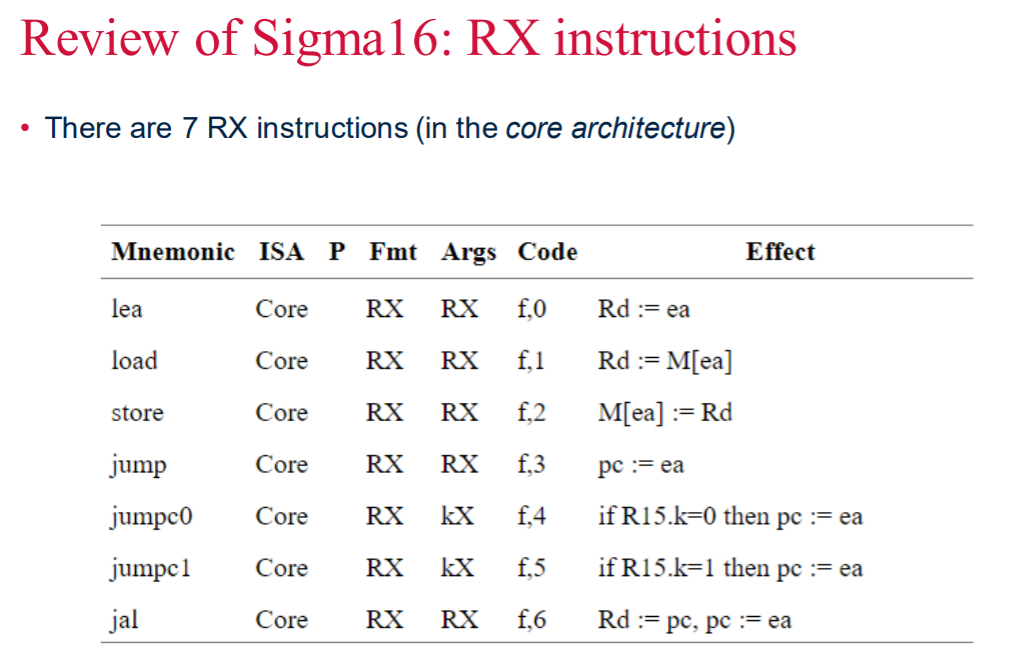 Review of Sigma16: RX instructions
• There are 7 RX instructions (in the core architecture)
Mnemonic ISA P Fmt Args Code Effect
lea Core RX RX f,0 Rd := ea
load Core RX RX f,1 Rd := M[ea]
store Core RX RX f,2 M[ea] := Rd
jump Core RX RX f,3 pc := ea
jumpc0 Core RX kX f,4 if R15.k=0 then pc := ea
jumpc1 Core RX kX f,5 if R15.k=1 then pc := ea
jal Core RX RX f,6 Rd := pc, pc := ea